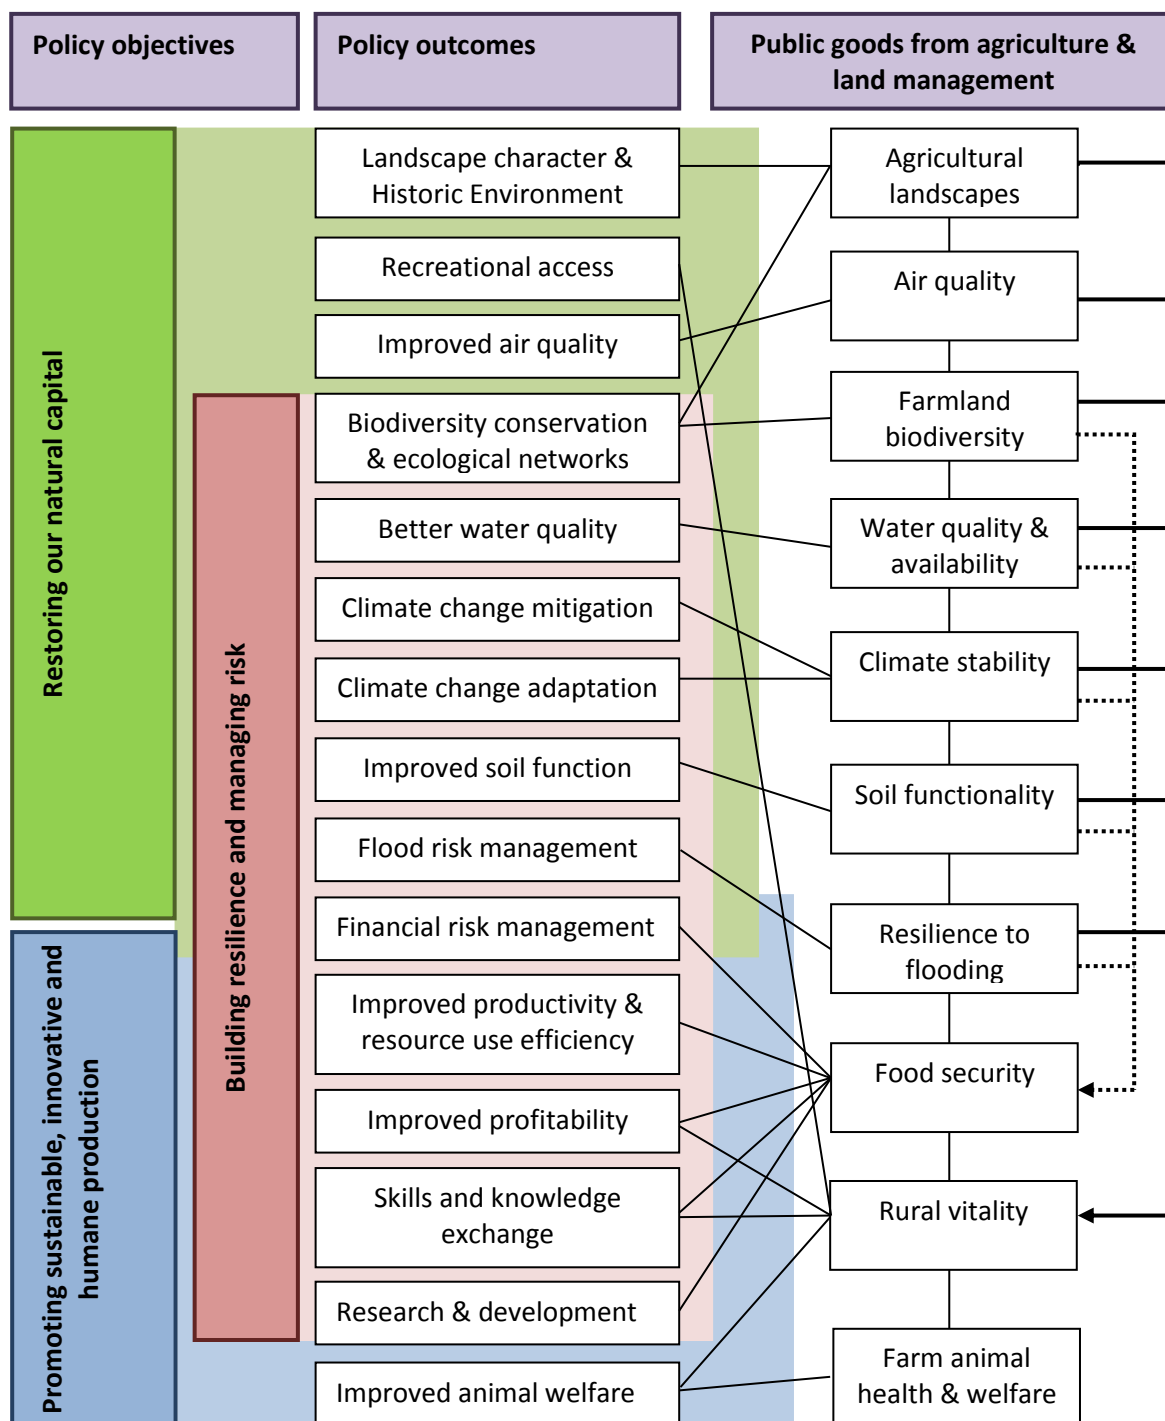 Policy objectives
Policy outcomes
Public goods from agriculture &
land management
Restoring our natural capital
Promoting sustainable, innovative and
humane production
Building resilience and managing risk
Landscape character &
Historic Environment
Recreational access
Improved air quality
Biodiversity conservation
& ecological networks
Better water quality
Climate change mitigation
Climate change adaptation
Improved soil function
Flood risk management
Financial risk management
Improved productivity &
resource use efficiency
Improved profitability
Skills and knowledge
exchange
Research & development
Improved animal welfare
Agricultural
landscapes
Air quality
Farmland
biodiversity
Water quality &
availability
Climate stability
Soil functionality
Resilience to
flooding
Food security
Rural vitality
Farm animal
health & welfare